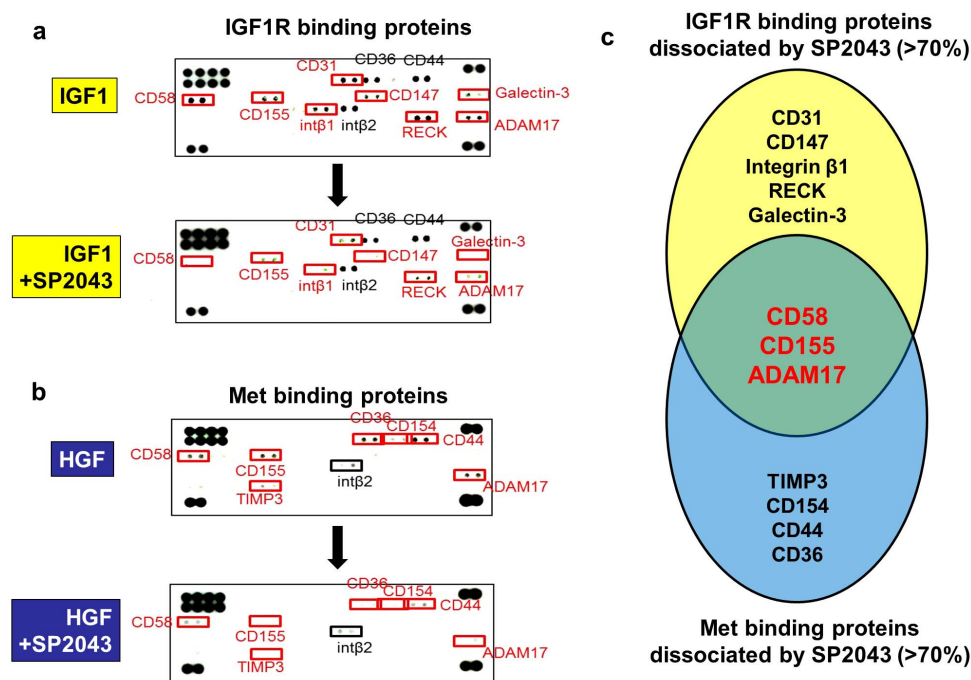 a
IGF1R binding proteins
IGF1
CD31
CD36
CD44
CD58
CD155
intβ1
intβ2
CD147
RECK
Galectin-3
ADAM17
IGF1
+SP2043
CD31
CD36
CD44
CD58
CD155
intβ1
intβ2
CD147
RECK
Galectin-3
ADAM17
b
Met binding proteins
HGF
CD36
CD154
CD44
CD58
CD155
TIMP3
intβ2
ADAM17
HGF
+SP2043
CD36
CD154
CD44
CD58
CD155
TIMP3
intβ2
ADAM17
c
IGF1R binding proteins
dissociated by SP2043 (>70%)
CD31
CD147
Integrin β1
RECK
Galectin-3
CD58
CD155
ADAM17
TIMP3
CD154
CD44
CD36
Met binding proteins
dissociated by SP2043 (>70%)